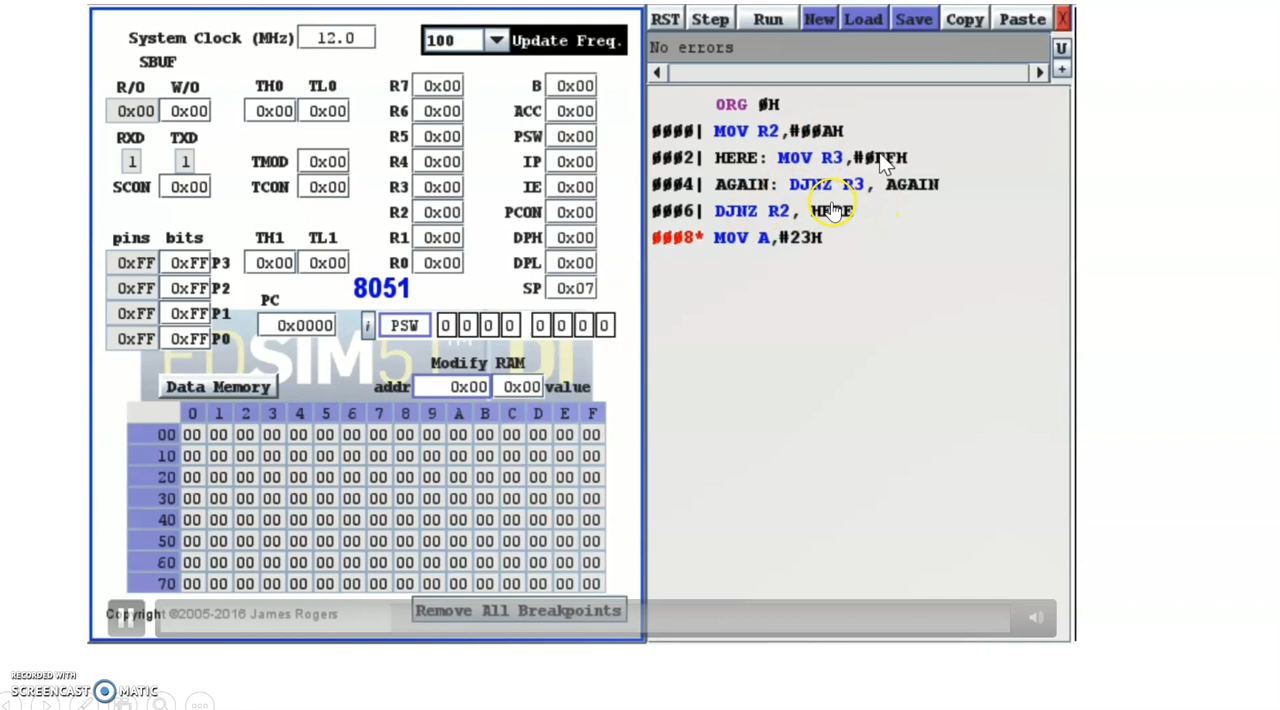 System Clock (MHz) 12.0 100 Update Freq.
SBUF
R/O W/O TH0 TL0 R7 0x00 B 0x00
0x00 0x00 0x00 0x00 R6 0x00 ACC 0x00
RXD TXD R5 0x00 PSW 0x00
1 1 TMOD 0x00 R4 0x00 IP 0x00
SCON 0x00 TCON 0x00 R3 0x00 IE 0x00
R2 0x00 PCON 0x00
pins bits TH1 TL1 R1 0x00 DPH 0x00
0xFF 0xFF P3 0x00 0x00 R0 0x00 DPL 0x00
0xFF 0xFF P2 8051 SP 0x07
0xFF 0xFF P1 PC 0x0000 i PSW 0 0 0 0 0 0 0 0
0xFF 0xFF P0
Modify RAM
Data Memory addr 0x00 0x00 value
0 1 2 3 4 5 6 7 8 9 A B C D E F
00 00 00 00 00 00 00 00 00 00 00 00 00 00 00 00 00
10 00 00 00 00 00 00 00 00 00 00 00 00 00 00 00 00
20 00 00 00 00 00 00 00 00 00 00 00 00 00 00 00 00
30 00 00 00 00 00 00 00 00 00 00 00 00 00 00 00 00
40 00 00 00 00 00 00 00 00 00 00 00 00 00 00 00 00
50 00 00 00 00 00 00 00 00 00 00 00 00 00 00 00 00
60 00 00 00 00 00 00 00 00 00 00 00 00 00 00 00 00
70 00 00 00 00 00 00 00 00 00 00 00 00 00 00 00 00
Copyright ©2005-2016 James Rogers Remove All Breakpoints
RST Step Run New Load Save Copy Paste X
No errors U
+
ORG 0H
0000| MOV R2,#00AH
0002| HERE: MOV R3,#0FFH
0004| AGAIN: DJNZ R3, AGAIN
0006| DJNZ R2, HERE
0008* MOV A,#23H
RECORDED WITH
SCREENCAST MATIC